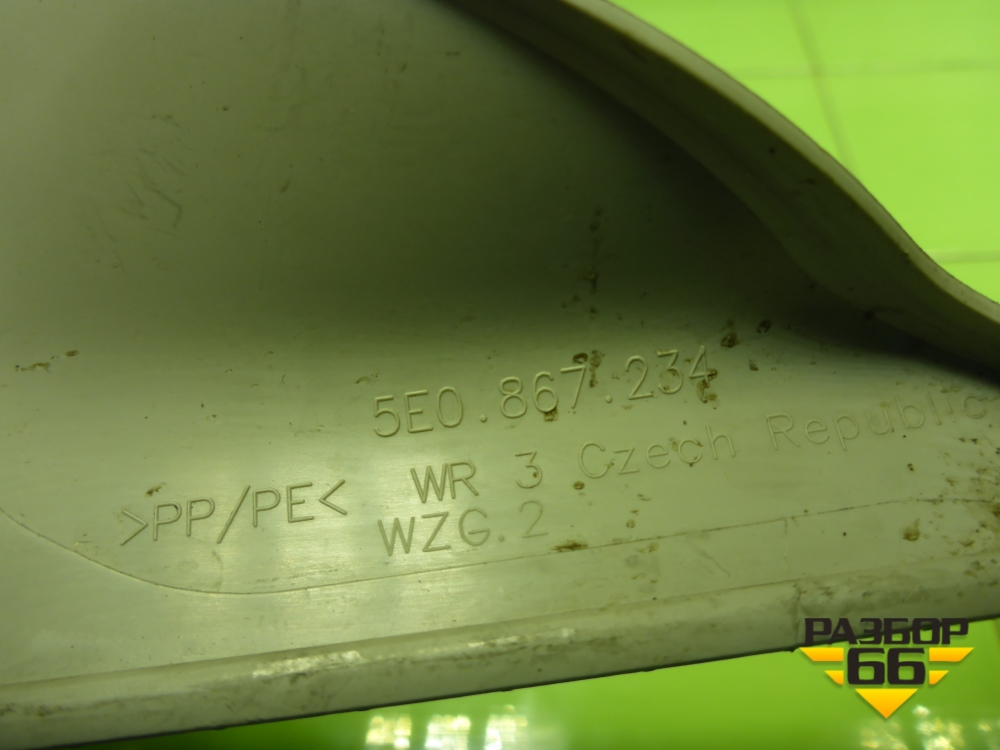 5E0.867.234
WR 3 Czech Republic
>PP/PE<
WZG.2
РАЗБОР
66